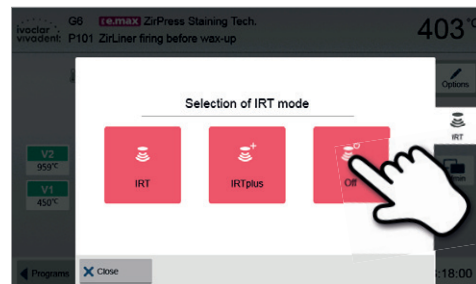 ivoclar vivadent:
G6 IPS e.max ZirPress Staining Tech.
P101 ZirLiner firing before wax-up
403°C
Options
IRT
Selection of IRT mode
IRT
IRTplus
Off
V2
959°C
V1
450°C
Programs
Close
:18:00